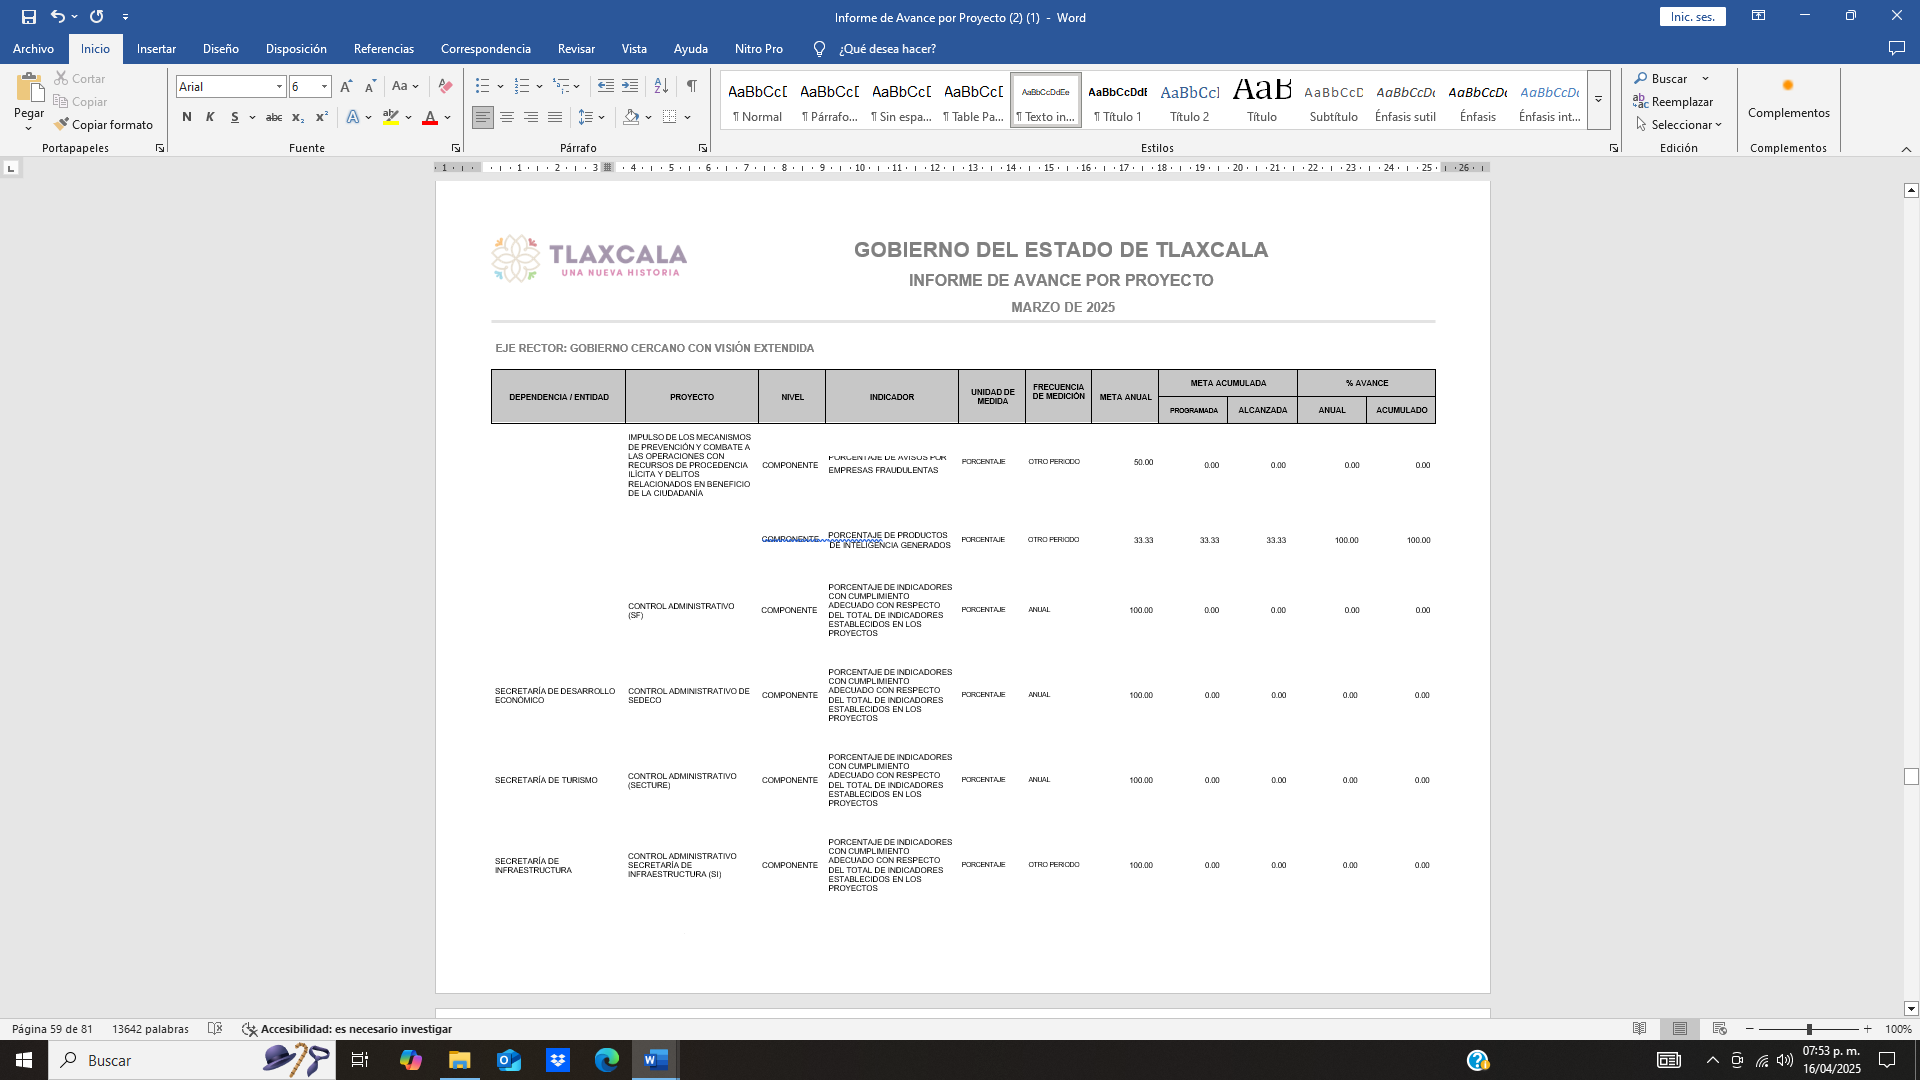 Informe de Avance por Proyecto (2) (1) - Word
Inic. ses.
Archivo Inicio Insertar Diseño Disposición Referencias Correspondencia Revisar Vista Ayuda Nitro Pro ¿Qué desea hacer?
Pegar
Cortar
Copiar
Copiar formato
Portapapeles
Arial 6
Fuente
Párrafo
AaBbCcDdEe
¶ Normal ¶ Párrafo... ¶ Sin espa... ¶ Table Pa... ¶ Texto in... ¶ Título 1 Título 2 Título Subtítulo Énfasis sutil Énfasis Énfasis int...
Estilos
Buscar
Reemplazar
Seleccionar
Edición
Complementos
Complementos
TLAXCALA
UNA NUEVA HISTORIA
GOBIERNO DEL ESTADO DE TLAXCALA
INFORME DE AVANCE POR PROYECTO
MARZO DE 2025
EJE RECTOR: GOBIERNO CERCANO CON VISIÓN EXTENDIDA
DEPENDENCIA / ENTIDAD PROYECTO NIVEL INDICADOR UNIDAD DE MEDIDA FRECUENCIA DE MEDICIÓN META ANUAL META ACUMULADA % AVANCE
PROGRAMADA ALCANZADA ANUAL ACUMULADO
IMPULSO DE LOS MECANISMOS
DE PREVENCIÓN Y COMBATE A
LAS OPERACIONES CON
RECURSOS DE PROCEDENCIA
ILÍCITA Y DELITOS
RELACIONADOS EN BENEFICIO
DE LA CIUDADANÍA
COMPONENTE
PORCENTAJE DE AVISOS POR
EMPRESAS FRAUDULENTAS
PORCENTAJE OTRO PERIODO 50.00 0.00 0.00 0.00 0.00
COMPONENTE
PORCENTAJE DE PRODUCTOS
DE INTELIGENCIA GENERADOS
PORCENTAJE OTRO PERIODO 33.33 33.33 33.33 100.00 100.00
CONTROL ADMINISTRATIVO
(SF)
COMPONENTE
PORCENTAJE DE INDICADORES
CON CUMPLIMIENTO
ADECUADO CON RESPECTO
DEL TOTAL DE INDICADORES
ESTABLECIDOS EN LOS
PROYECTOS
PORCENTAJE ANUAL 100.00 0.00 0.00 0.00 0.00
SECRETARÍA DE DESARROLLO
ECONÓMICO
CONTROL ADMINISTRATIVO DE
SEDECO
COMPONENTE
PORCENTAJE DE INDICADORES
CON CUMPLIMIENTO
ADECUADO CON RESPECTO
DEL TOTAL DE INDICADORES
ESTABLECIDOS EN LOS
PROYECTOS
PORCENTAJE ANUAL 100.00 0.00 0.00 0.00 0.00
SECRETARÍA DE TURISMO
CONTROL ADMINISTRATIVO
(SECTURE)
COMPONENTE
PORCENTAJE DE INDICADORES
CON CUMPLIMIENTO
ADECUADO CON RESPECTO
DEL TOTAL DE INDICADORES
ESTABLECIDOS EN LOS
PROYECTOS
PORCENTAJE ANUAL 100.00 0.00 0.00 0.00 0.00
SECRETARÍA DE
INFRAESTRUCTURA
CONTROL ADMINISTRATIVO
SECRETARÍA DE
INFRAESTRUCTURA (SI)
COMPONENTE
PORCENTAJE DE INDICADORES
CON CUMPLIMIENTO
ADECUADO CON RESPECTO
DEL TOTAL DE INDICADORES
ESTABLECIDOS EN LOS
PROYECTOS
PORCENTAJE OTRO PERIODO 100.00 0.00 0.00 0.00 0.00
Página 59 de 81 13642 palabras Accesibilidad: es necesario investigar 100%
Buscar
07:53 p. m.
16/04/2025